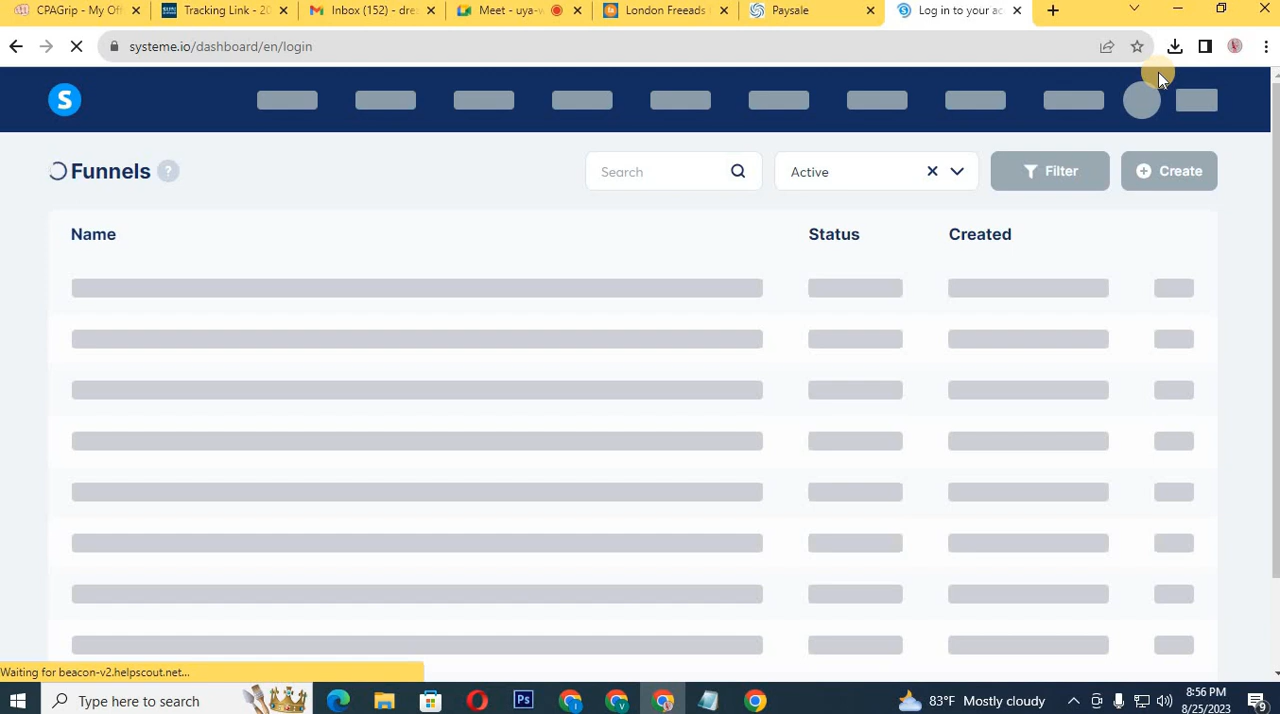 CPAGrip - My Off
Tracking Link - 20
Inbox (152) - dre
Meet - uya-w
London Freeads
Paysale
Log in to your ac
systeme.io/dashboard/en/login
S
Funnels ?
Search
Active
Filter
Create
Name
Status
Created
Waiting for beacon-v2.helpscout.net...
Type here to search
Ps
83°F Mostly cloudy
8:56 PM
8/25/2023
9